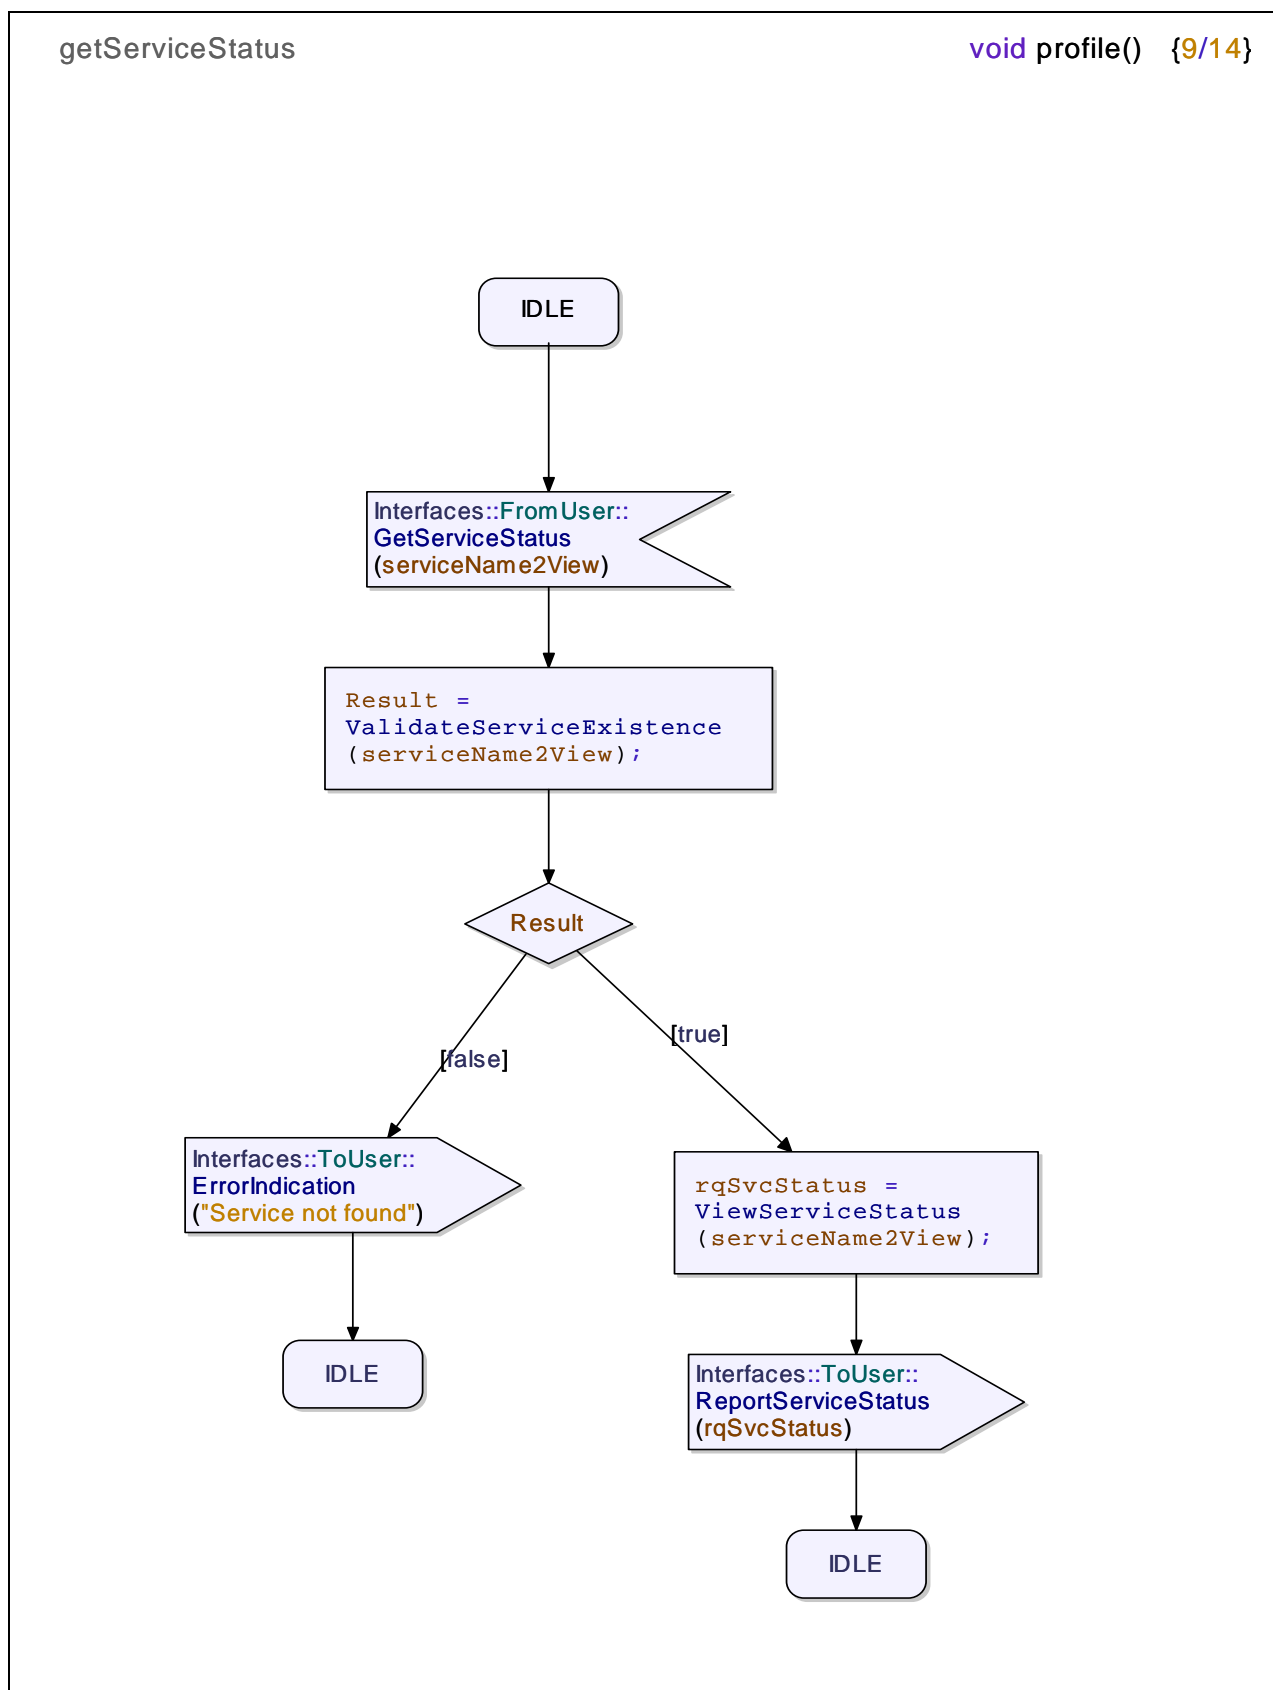 getServiceStatus
void profile() {9/14}
IDLE
Interfaces::FromUser::
GetServiceStatus
(serviceName2View)
Result =
ValidateServiceExistence
(serviceName2View);
Result
[true]
[false]
Interfaces::ToUser::
ErrorIndication
("Service not found")
IDLE
rqSvcStatus =
ViewServiceStatus
(serviceName2View);
Interfaces::ToUser::
ReportServiceStatus
(rqSvcStatus)
IDLE